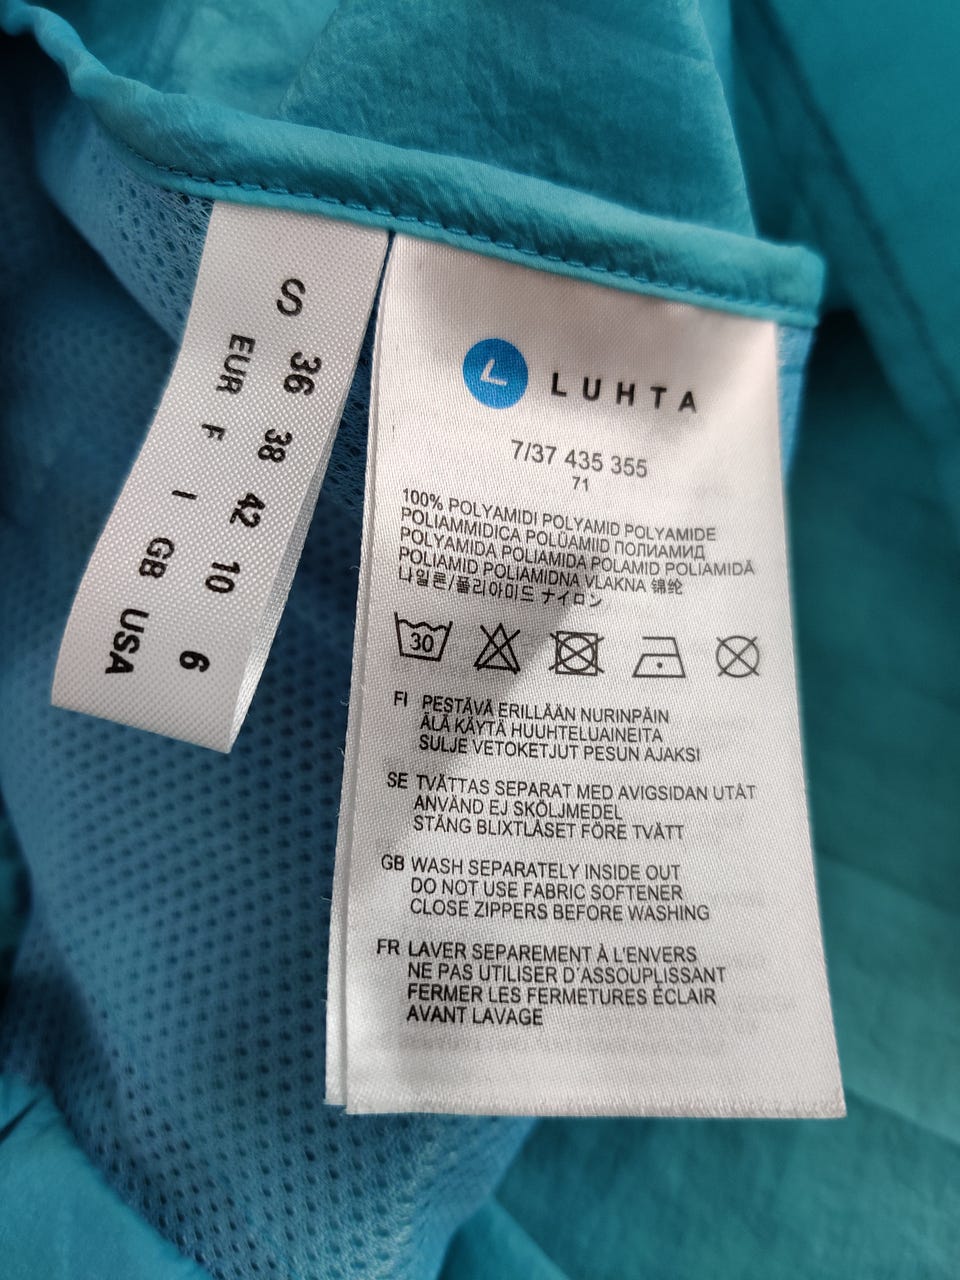 S 36 38 42 10 6
EUR F I GB USA
L LUHTA
7/37 435 355
71
100% POLYAMIDI POLYAMID POLYAMIDE
POLIAMMIDICA POLÜAMIID ПОЛИАМИД
POLYAMIDA POLIAMIDA POLAMID POLIAMIDĂ
POLIAMID POLIAMIDNA VLAKNA 锦纶
나일론/폴리아미드 ナイロン
30
FI PESTÄVÄ ERILLÄÄN NURINPÄIN
ÄLÄ KÄYTÄ HUUHTELUAINEITA
SULJE VETOKETJUT PESUN AJAKSI
SE TVÄTTAS SEPARAT MED AVIGSIDAN UTÅT
ANVÄND EJ SKÖLJMEDEL
STÄNG BLIXTLÅSET FÖRE TVÄTT
GB WASH SEPARATELY INSIDE OUT
DO NOT USE FABRIC SOFTENER
CLOSE ZIPPERS BEFORE WASHING
FR LAVER SEPAREMENT À L'ENVERS
NE PAS UTILISER D'ASSOUPLISSANT
FERMER LES FERMETURES ÉCLAIR
AVANT LAVAGE